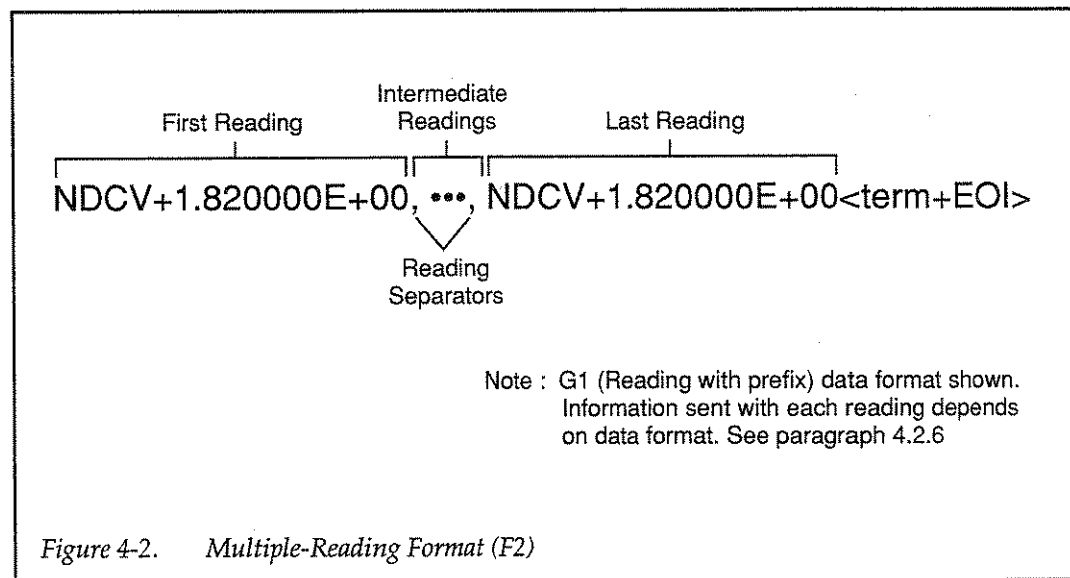 Intermediate
First Reading Readings Last Reading
NDCV+1.820000E+00, •••, NDCV+1.820000E+00<term+EOI>
Reading
Separators
Note : G1 (Reading with prefix) data format shown.
Information sent with each reading depends
on data format. See paragraph 4.2.6
Figure 4-2. Multiple-Reading Format (F2)